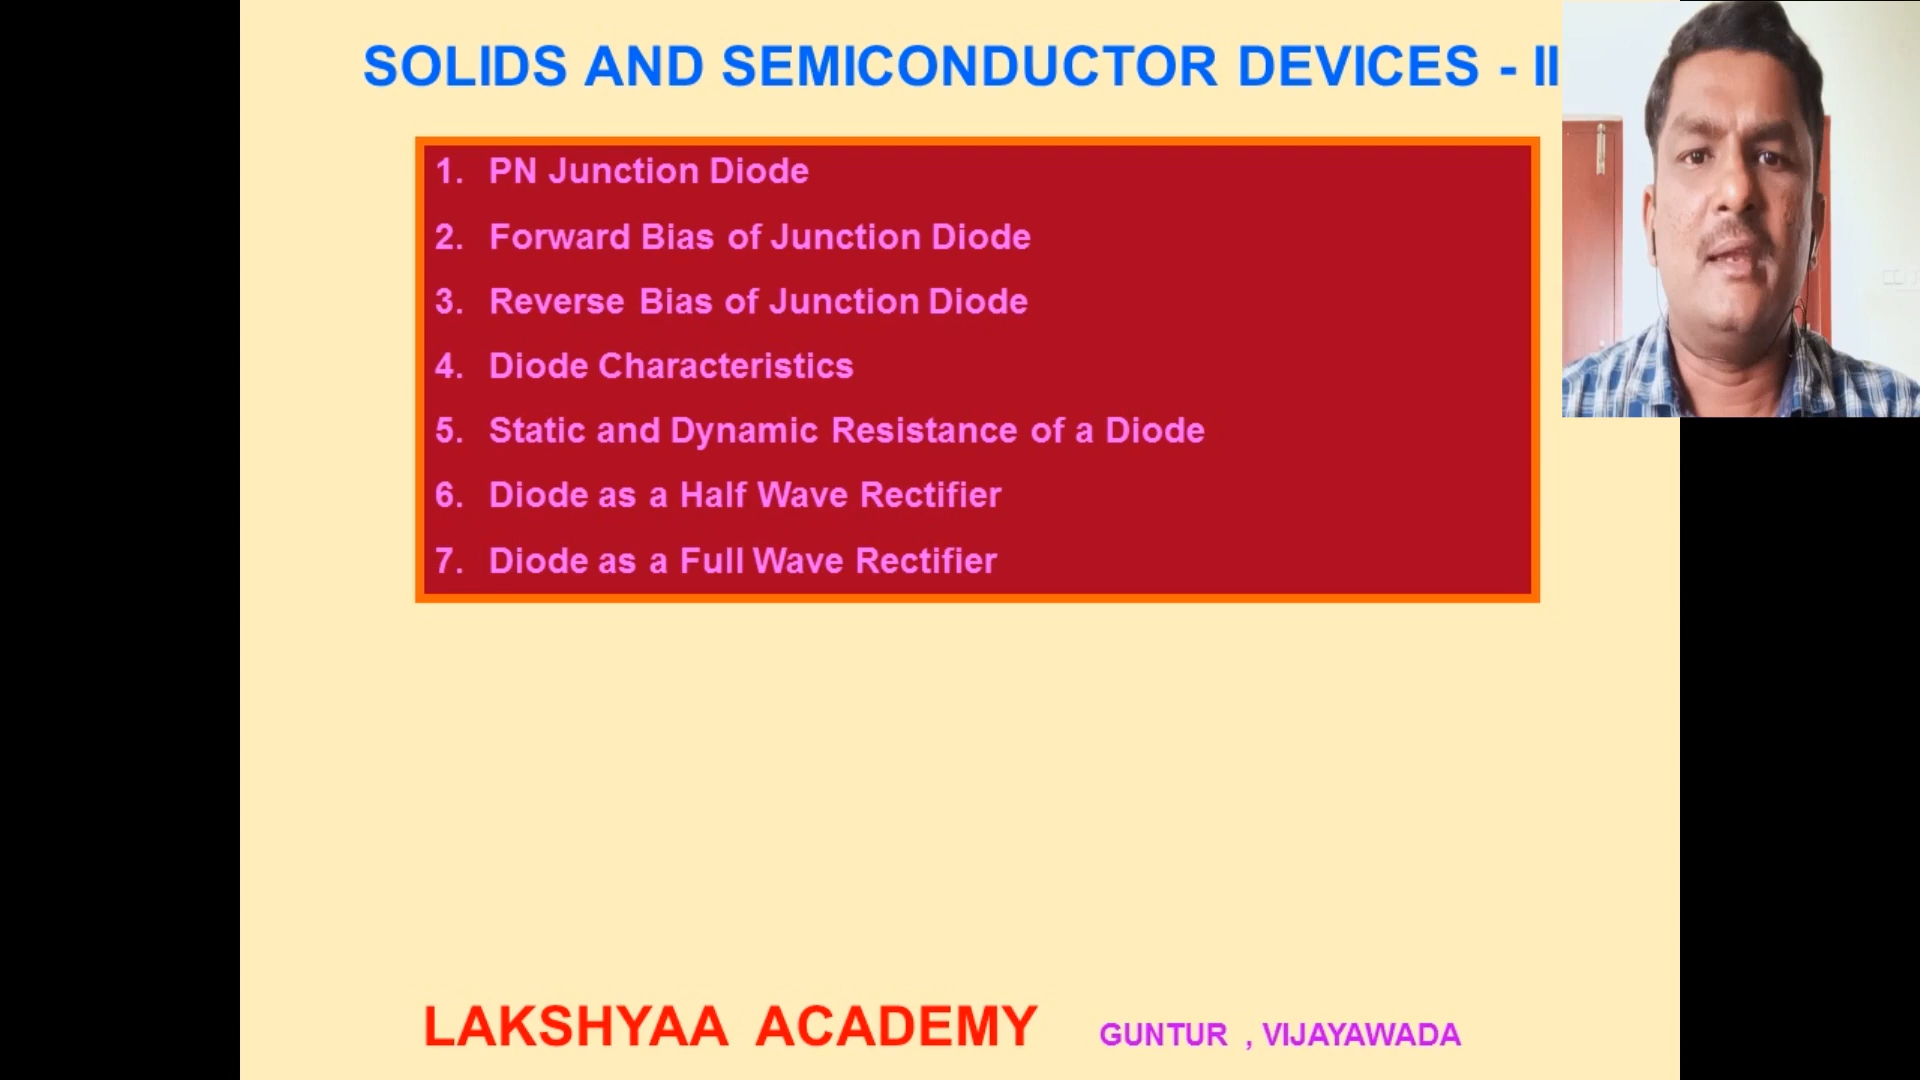 SOLIDS AND SEMICONDUCTOR DEVICES - II
1. PN Junction Diode
2. Forward Bias of Junction Diode
3. Reverse Bias of Junction Diode
4. Diode Characteristics
5. Static and Dynamic Resistance of a Diode
6. Diode as a Half Wave Rectifier
7. Diode as a Full Wave Rectifier
LAKSHYAA ACADEMY GUNTUR , VIJAYAWADA